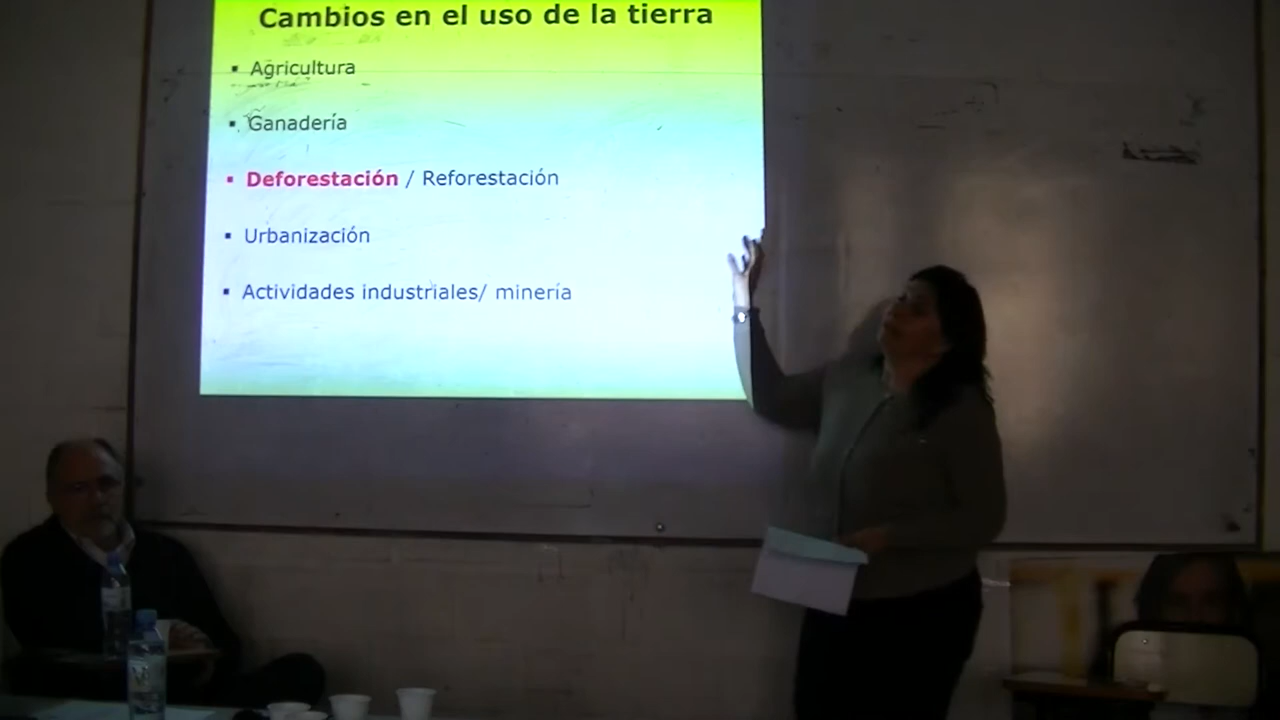 Cambios en el uso de la tierra
▪ Agricultura
▪ Ganadería
▪ Deforestación / Reforestación
▪ Urbanización
▪ Actividades industriales/ minería